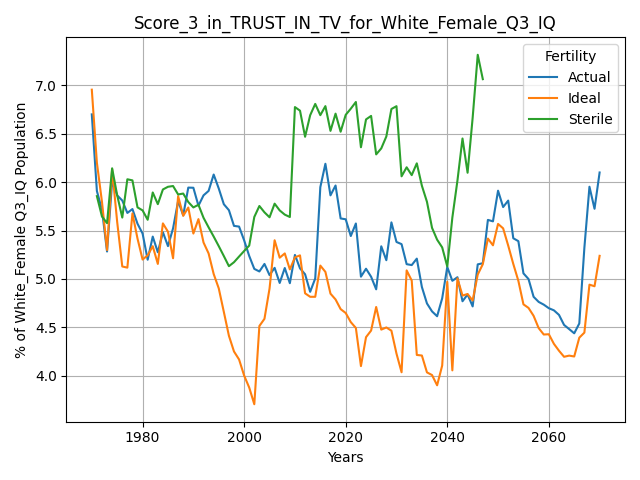 Score_3_in_TRUST_IN_TV_for_White_Female_Q3_IQ
% of White_Female Q3_IQ Population
7.0
6.5
6.0
5.5
5.0
4.5
4.0
Fertility
Actual
Ideal
Sterile
1980
2000
2020
2040
2060
Years